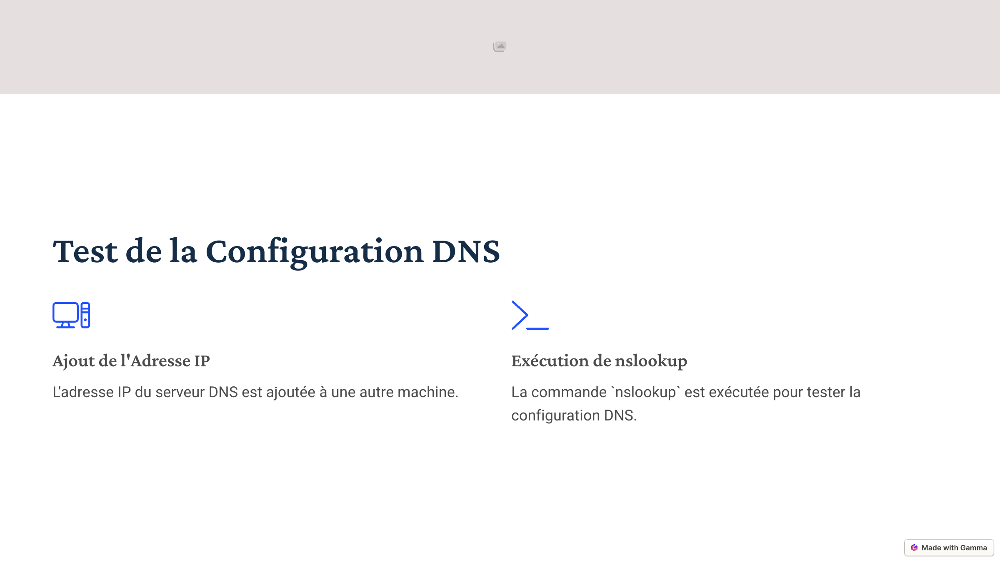 Test de la Configuration DNS
Ajout de l'Adresse IP
L'adresse IP du serveur DNS est ajoutée à une autre machine.
Exécution de nslookup
La commande `nslookup` est exécutée pour tester la
configuration DNS.
Made with Gamma